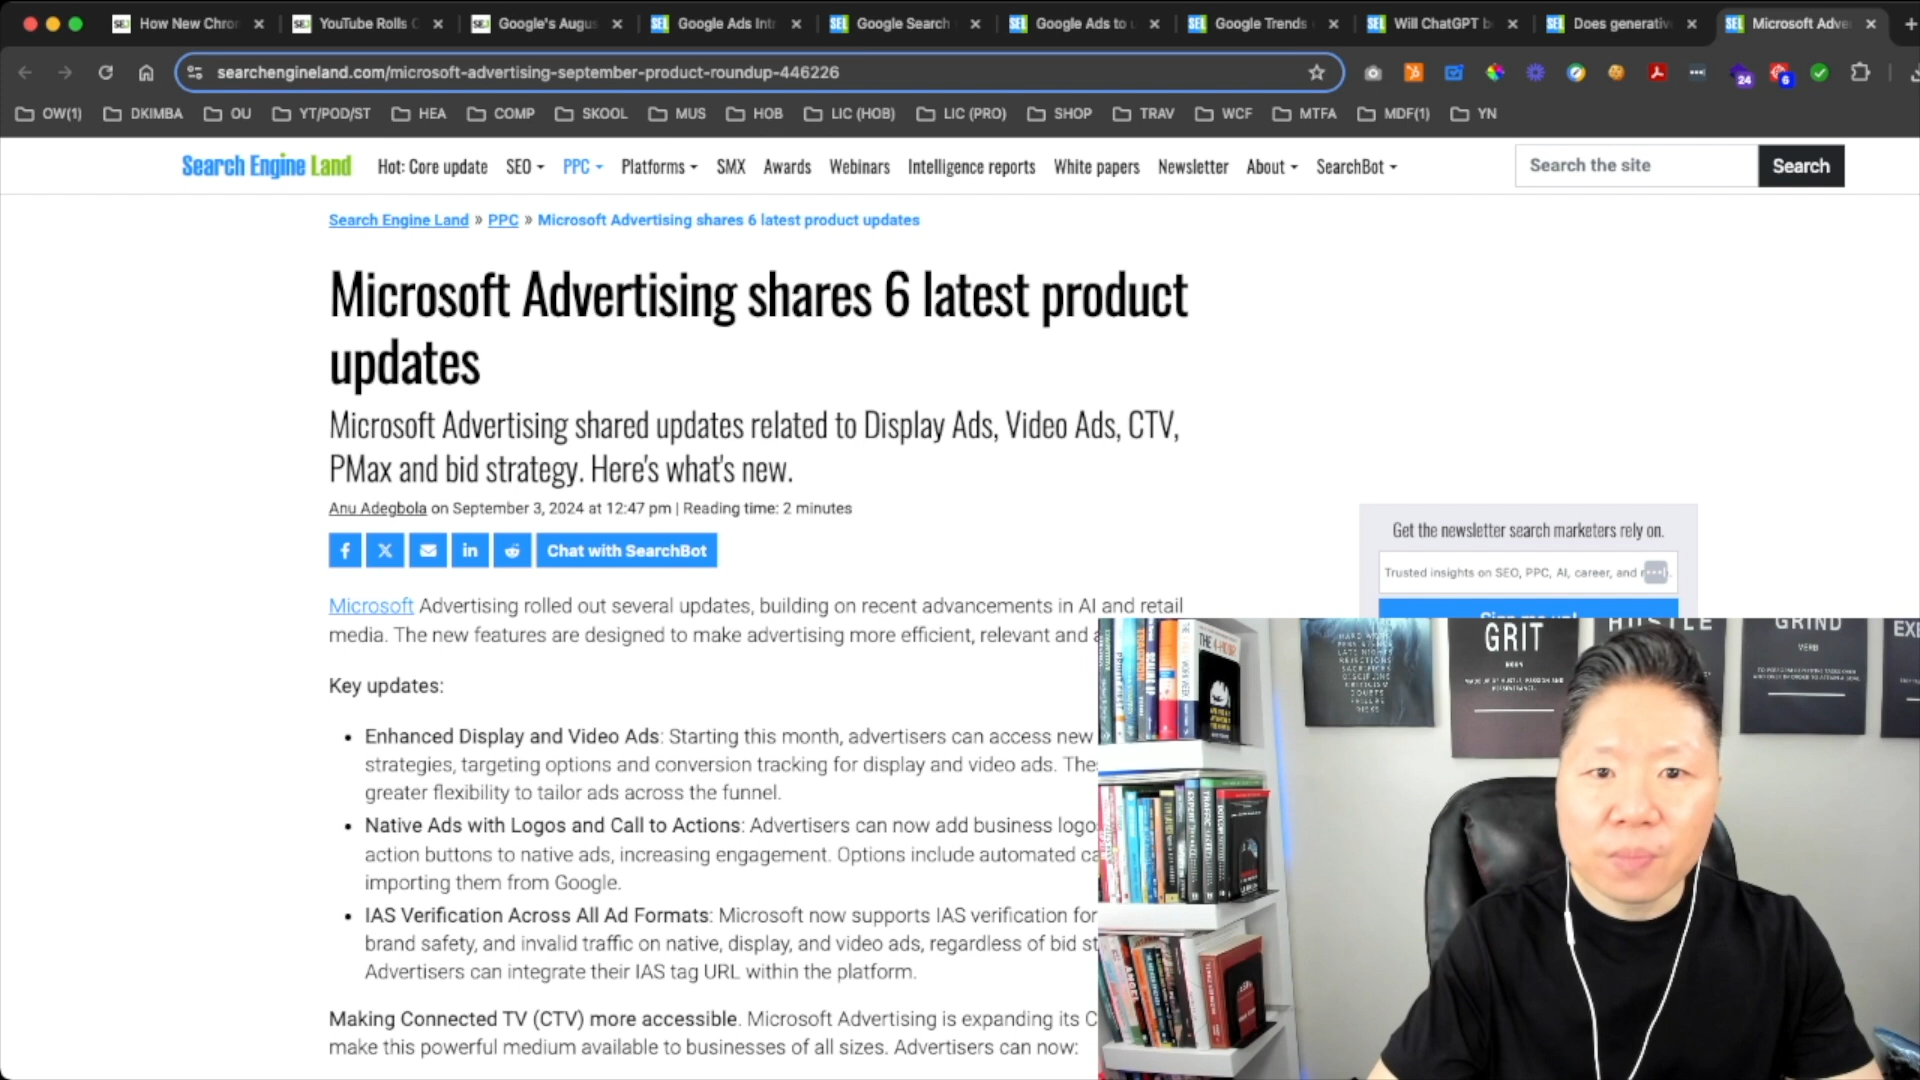 How New Chron
YouTube Rolls
Google's Augu
Google Ads Int
Google Search
Google Ads to u
Google Trends
Will ChatGPT b
Does generativ
Microsoft Adve
searchengineland.com/microsoft-advertising-september-product-roundup-446226
24
6
OW(1) DKIMBA OU YT/POD/ST HEA COMP SKOOL MUS HOB LIC (HOB) LIC (PRO) SHOP TRAV WCF MTFA MDF(1) YN
Search Engine Land Hot: Core update SEO PPC Platforms SMX Awards Webinars Intelligence reports White papers Newsletter About SearchBot Search the site Search
Search Engine Land » PPC » Microsoft Advertising shares 6 latest product updates
Microsoft Advertising shares 6 latest product
updates
Microsoft Advertising shared updates related to Display Ads, Video Ads, CTV,
PMax and bid strategy. Here's what's new.
Anu Adegbola on September 3, 2024 at 12:47 pm | Reading time: 2 minutes
Chat with SearchBot
Get the newsletter search marketers rely on.
Trusted insights on SEO, PPC, AI, career, and
Sign me up!
Microsoft Advertising rolled out several updates, building on recent advancements in AI and retail
media. The new features are designed to make advertising more efficient, relevant and a
Key updates:
• Enhanced Display and Video Ads: Starting this month, advertisers can access new
strategies, targeting options and conversion tracking for display and video ads. The
greater flexibility to tailor ads across the funnel.
• Native Ads with Logos and Call to Actions: Advertisers can now add business logo
action buttons to native ads, increasing engagement. Options include automated ca
importing them from Google.
• IAS Verification Across All Ad Formats: Microsoft now supports IAS verification for
brand safety, and invalid traffic on native, display, and video ads, regardless of bid st
Advertisers can integrate their IAS tag URL within the platform.
Making Connected TV (CTV) more accessible. Microsoft Advertising is expanding its C
make this powerful medium available to businesses of all sizes. Advertisers can now:
GRIT
NOUN
HUSTLE
GRIND
VERB
THE 4-HOUR